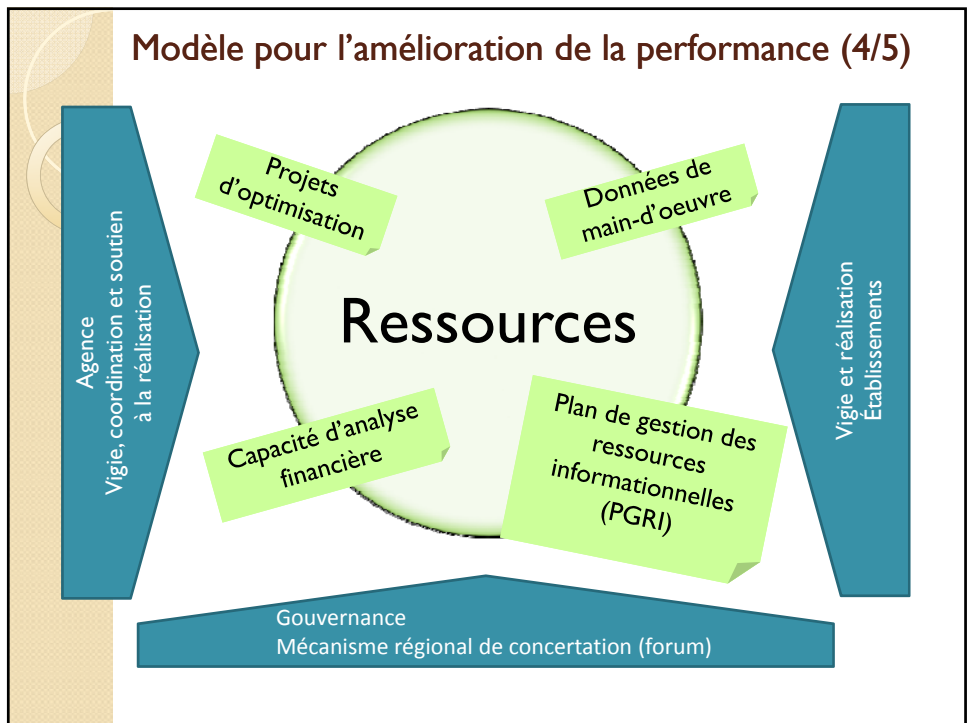 Modèle pour l’amélioration de la performance (4/5)
Agence
Vigie, coordination et soutien
à la réalisation
Projets
d’optimisation
Données de
main-d’oeuvre
Ressources
Capacité d’analyse
financière
Plan de gestion des
ressources
informationnelles
(PGRI)
Vigie et réalisation
Établissements
Gouvernance
Mécanisme régional de concertation (forum)